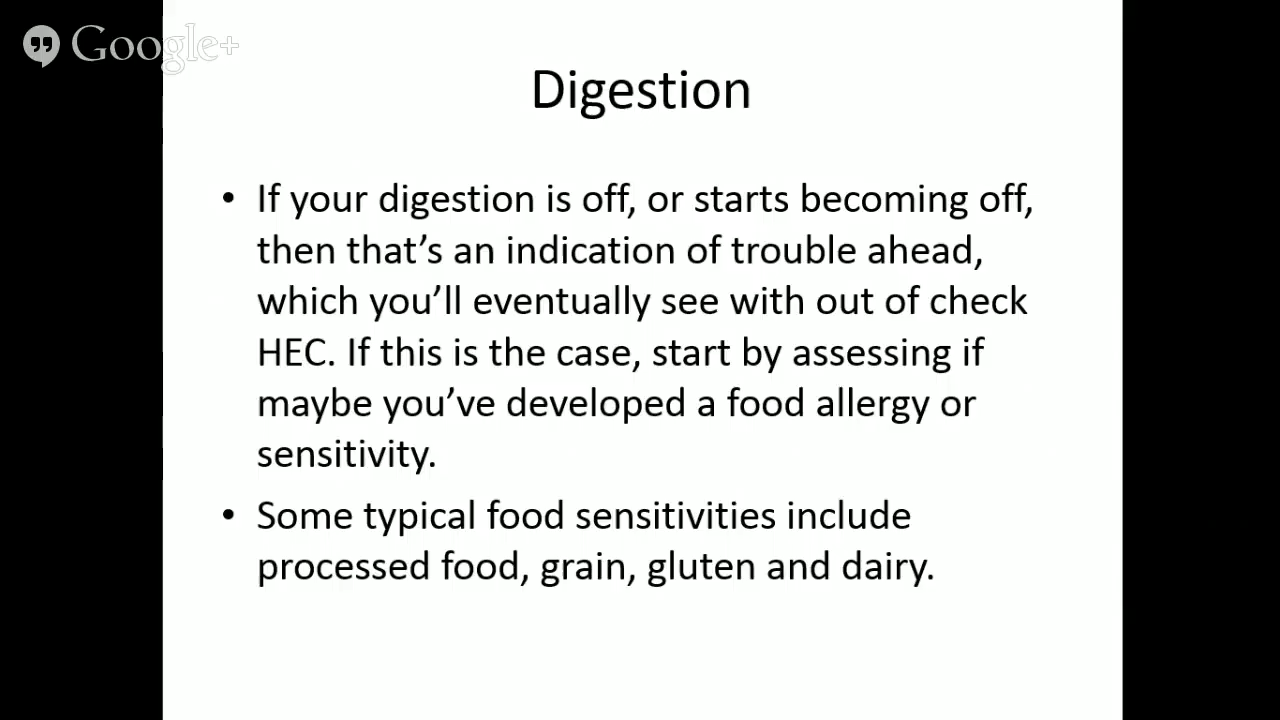 Google+
Digestion
• If your digestion is off, or starts becoming off,
then that’s an indication of trouble ahead,
which you’ll eventually see with out of check
HEC. If this is the case, start by assessing if
maybe you’ve developed a food allergy or
sensitivity.
• Some typical food sensitivities include
processed food, grain, gluten and dairy.